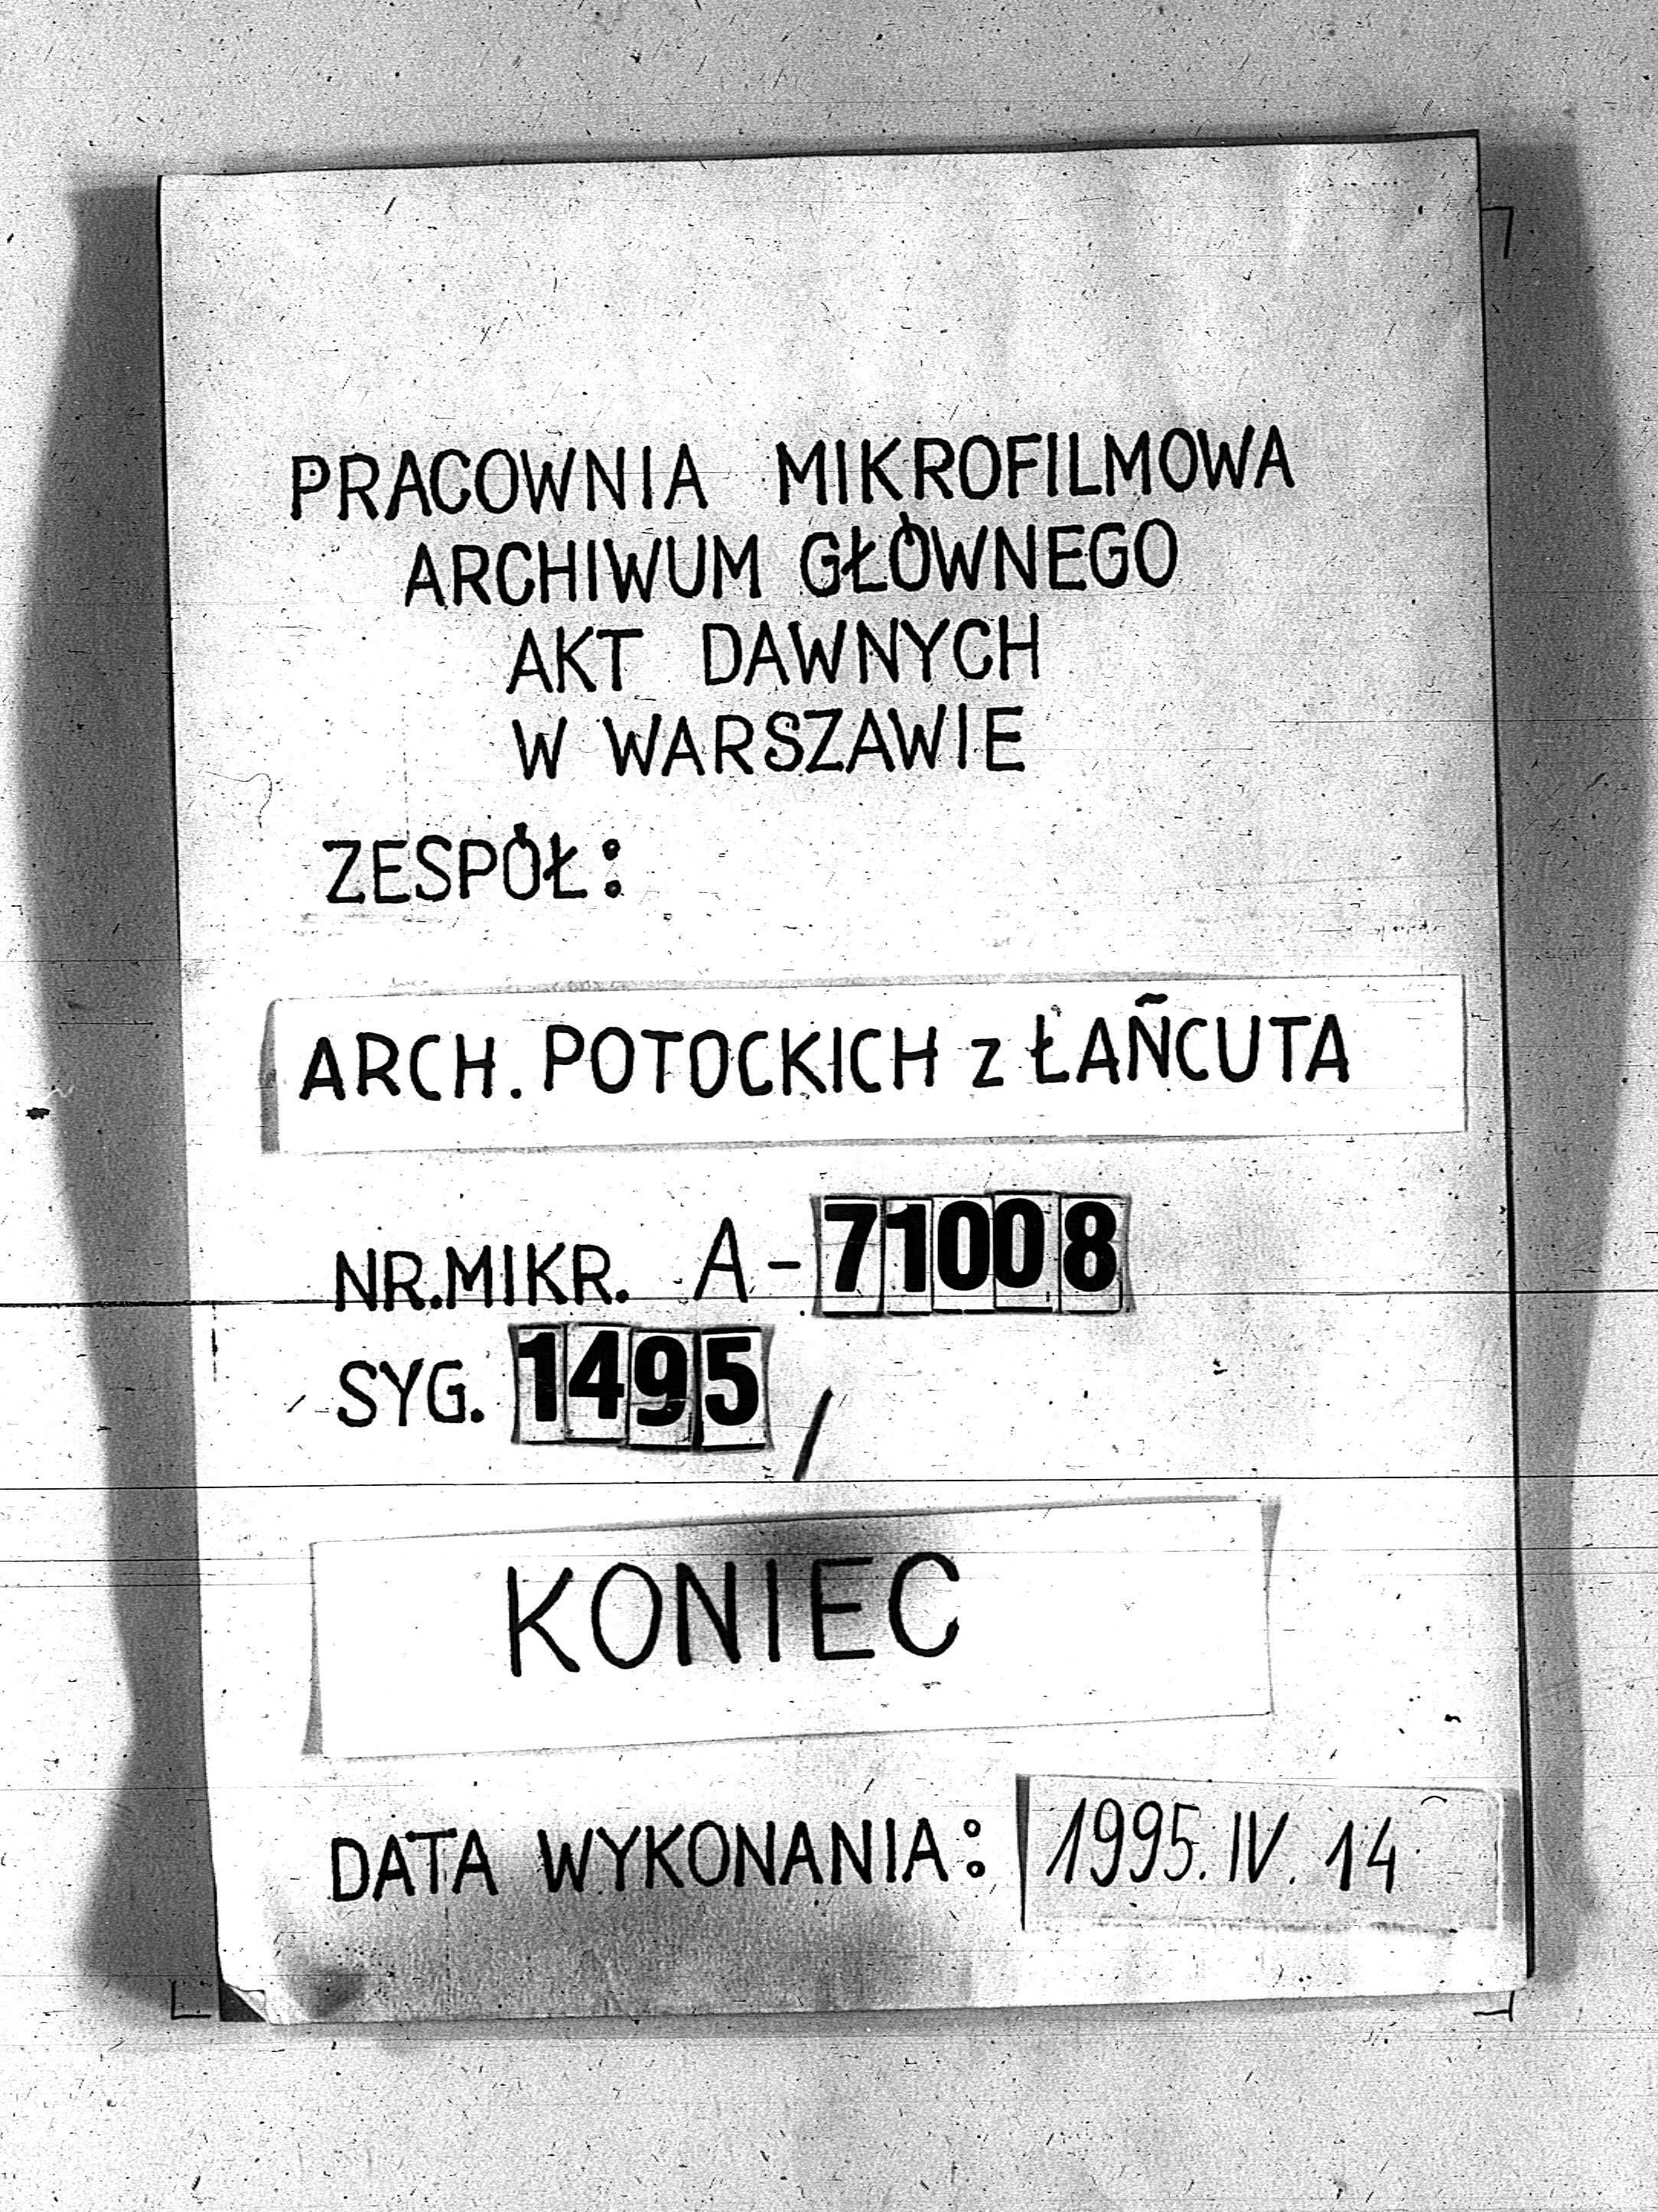 PRACOWNIA MIKROFILMOWA
ARCHIWUM GŁÓWNEGO
AKT DAWNYCH
W WARSZAWIE
ZESPÓŁ:
ARCH. POTOCKICH z ŁAÑCUTA
NR.MIKR. A-71008
SYG. 1495/
KONIEC
DATA WYKONANIA: 1995.IV.14